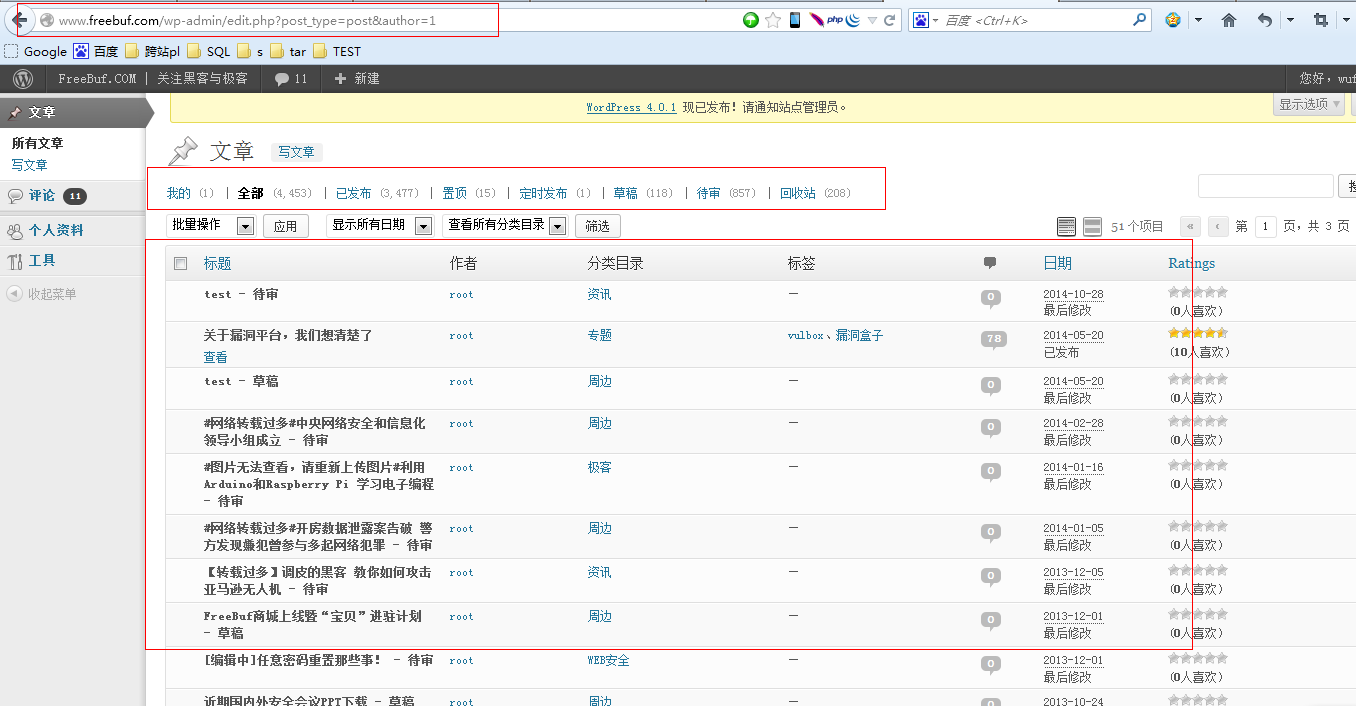 www.freebuf.com/wp-admin/edit.php?post_type=post&author=1
php
百度 <Ctrl+K>
Google 百度 跨站pl SQL s tar TEST
FreeBuf.COM | 关注黑客与极客 11 + 新建
您好，wuf
WordPress 4.0.1 现已发布！请通知站点管理员。
显示选项
文章
所有文章
写文章
评论 11
个人资料
工具
收起菜单
文章 写文章
我的 (1) | 全部 (4,453) | 已发布 (3,477) | 置顶 (15) | 定时发布 (1) | 草稿 (118) | 待审 (857) | 回收站 (208)
批量操作 应用 显示所有日期 查看所有分类目录 筛选
51 个项目 « ‹ 第 1 页，共 3 页
标题 作者 分类目录 标签 日期 Ratings
test - 待审 root 资讯 — 0 2014-10-28
最后修改 (0人喜欢)
关于漏洞平台，我们想清楚了 root 专题 vulbox、漏洞盒子 78 2014-05-20
查看 已发布 (10人喜欢)
test - 草稿 root 周边 — 0 2014-05-20
最后修改 (0人喜欢)
#网络转载过多#中央网络安全和信息化 root 周边 — 0 2014-02-28
领导小组成立 - 待审 最后修改 (0人喜欢)
#图片无法查看，请重新上传图片#利用 root 极客 — 0 2014-01-16
Arduino和Raspberry Pi 学习电子编程 最后修改 (0人喜欢)
- 待审
#网络转载过多#开房数据泄露案告破 警 root 周边 — 0 2014-01-05
方发现嫌犯曾参与多起网络犯罪 - 待审 最后修改 (0人喜欢)
【转载过多】调皮的黑客 教你如何攻击 root 资讯 — 0 2013-12-05
亚马逊无人机 - 待审 最后修改 (0人喜欢)
FreeBuf商城上线暨“宝贝”进驻计划 root 周边 — 0 2013-12-01
- 草稿 最后修改 (0人喜欢)
[编辑中]任意密码重置那些事！ - 待审 root WEB安全 — 0 2013-12-01
最后修改 (0人喜欢)
近期国内外安全会议PPT下载 - 草稿 root 周边 — 0 2013-10-24